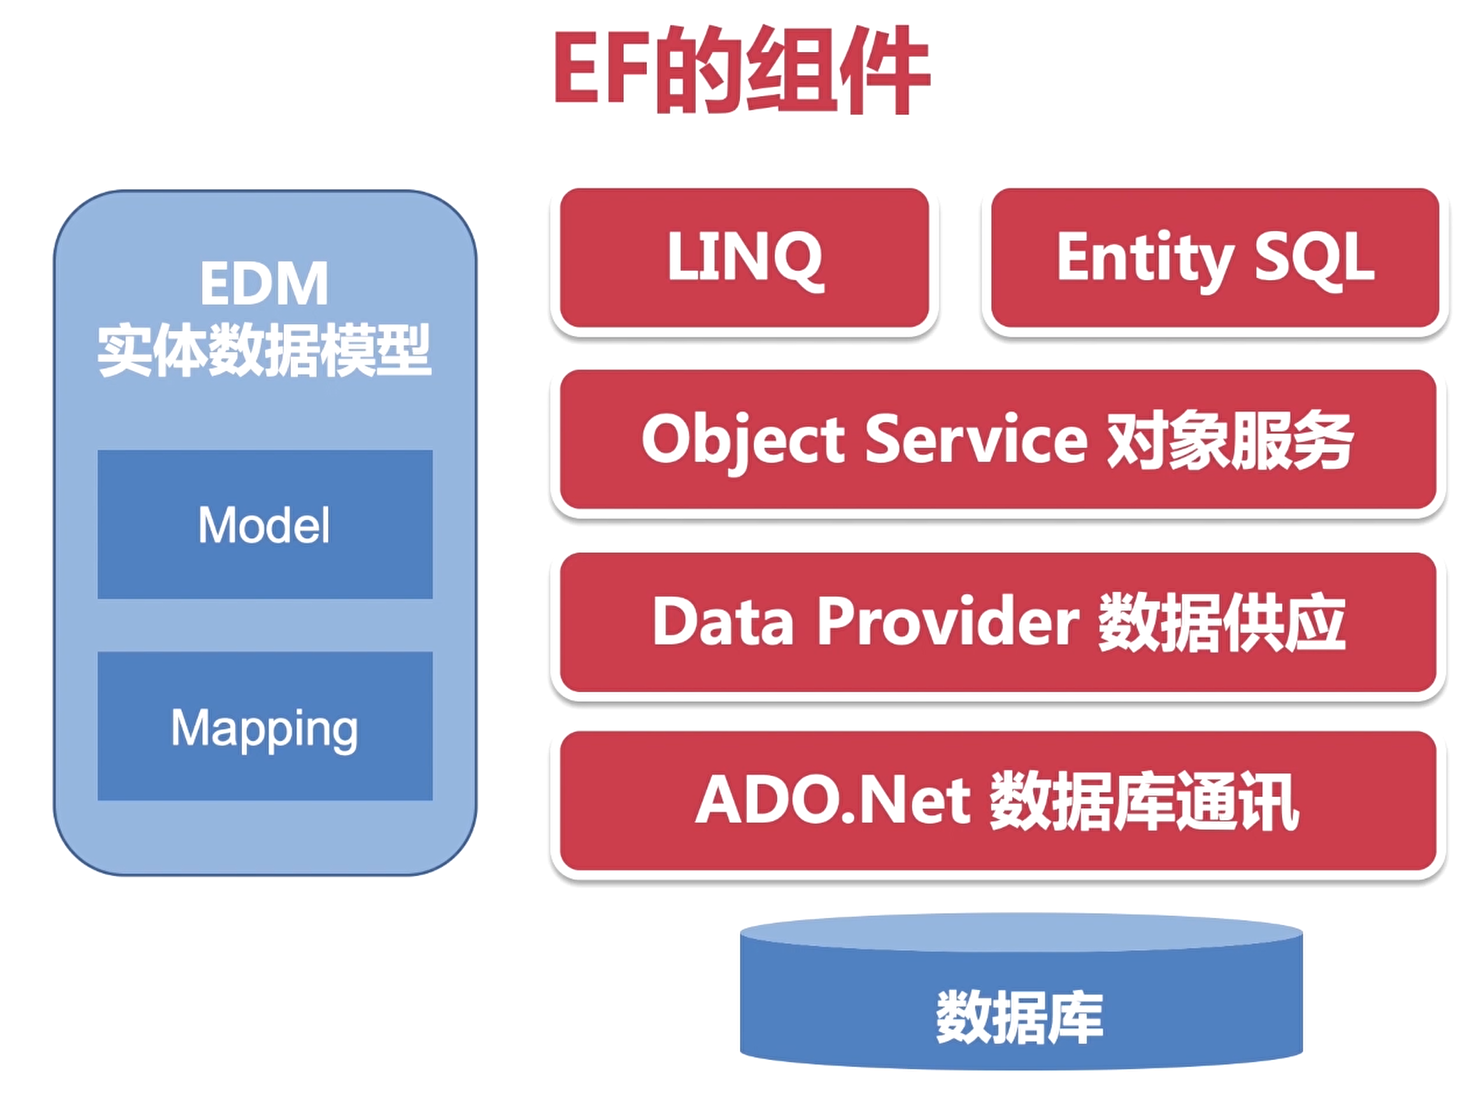 EF的组件
EDM
实体数据模型
Model
Mapping
LINQ
Entity SQL
Object Service 对象服务
Data Provider 数据供应
ADO.Net 数据库通讯
数据库